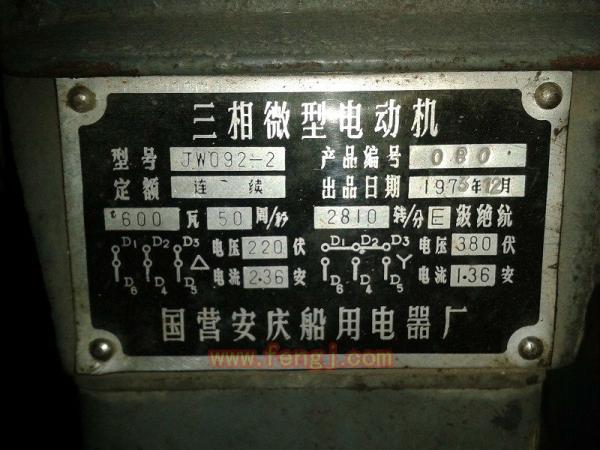 三相微型电动机
型号 JW092-2 产品编号 080
定额 连续 出品日期 1973年12月
600 瓦 50 周/秒 2810 转/分 E 级绝缘
D1 D2 D3 △ 电压 220 伏 D1 D2 D3 Y 电压 380 伏
D6 D4 D5 电流 2.36 安 D6 D4 D5 电流 1.36 安
国营安庆船用电器厂
www.fengj.com